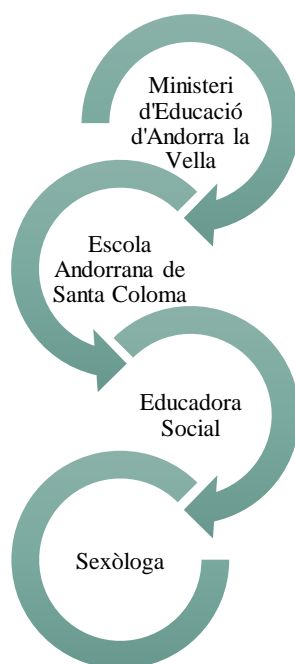 Ministeri
d'Educació
d'Andorra la
Vella
Escola
Andorrana de
Santa Coloma
Educadora
Social
Sexòloga